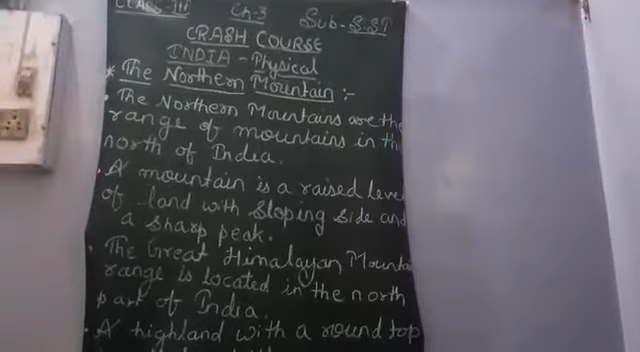 CLASS-III Ch-3 Sub-S.ST
CRASH COURSE
INDIA - Physical
* The Northern Mountain :-
• The Northern Mountains are the
range of mountains in the
north of India.
• A mountain is a raised level
of land with sloping side and
a sharp peak.
• The Great Himalayan Mountain
range is located in the north
part of India.
• A highland with a round top